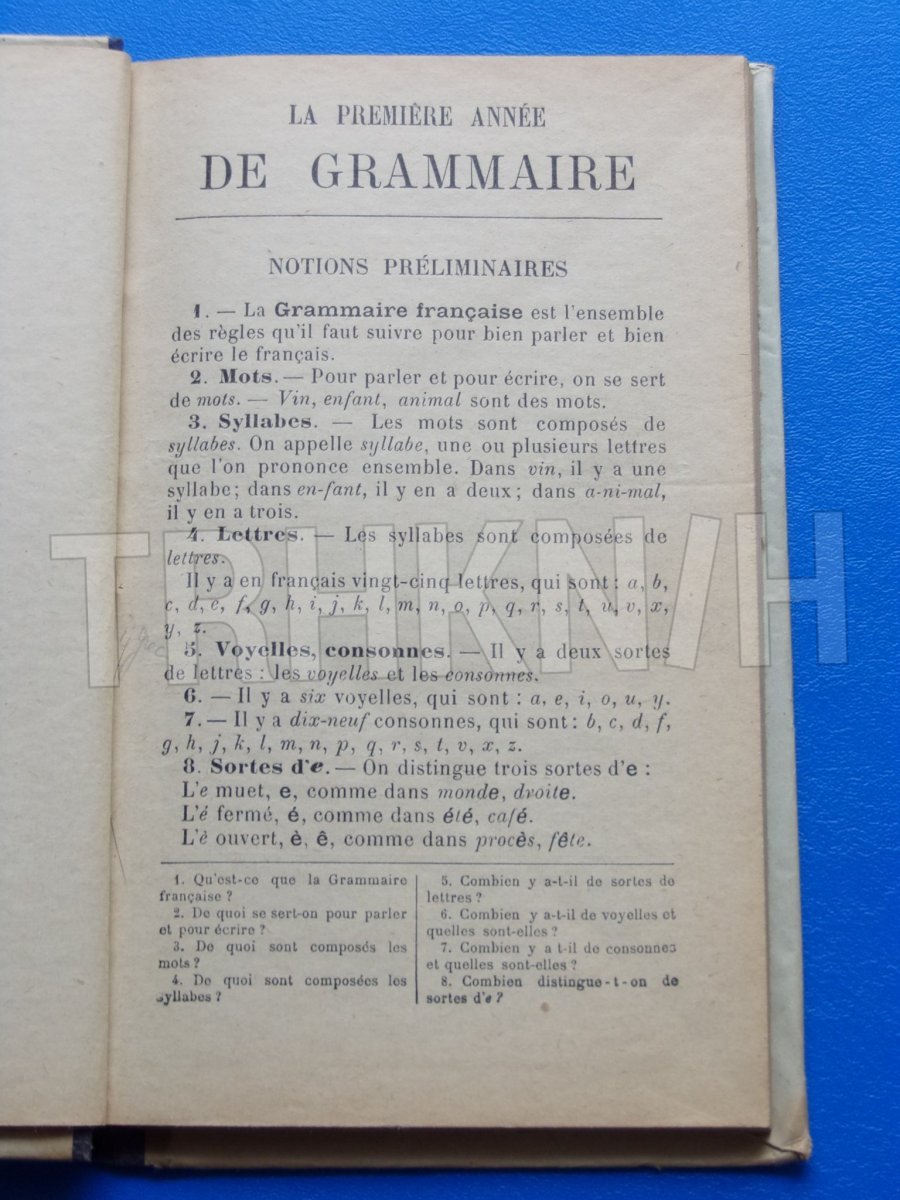 LA PREMIÈRE ANNÉE
DE GRAMMAIRE
NOTIONS PRÉLIMINAIRES
1. — La Grammaire française est l'ensemble
des règles qu'il faut suivre pour bien parler et bien
écrire le français.
2. Mots. — Pour parler et pour écrire, on se sert
de mots. — Vin, enfant, animal sont des mots.
3. Syllabes. — Les mots sont composés de
syllabes. On appelle syllabe, une ou plusieurs lettres
que l'on prononce ensemble. Dans vin, il y a une
syllabe; dans en-fant, il y en a deux; dans a-ni-mal,
il y en a trois.
4. Lettres. — Les syllabes sont composées de
lettres.
Il y a en français vingt-cinq lettres, qui sont : a, b,
c, d, e, f, g, h, i, j, k, l, m, n, o, p, q, r, s, t, u, v, x,
y, z.
5. Voyelles, consonnes. — Il y a deux sortes
de lettres : les voyelles et les consonnes.
6. — Il y a six voyelles, qui sont : a, e, i, o, u, y.
7. — Il y a dix-neuf consonnes, qui sont : b, c, d, f,
g, h, j, k, l, m, n, p, q, r, s, t, v, x, z.
8. Sortes d'e. — On distingue trois sortes d'e :
L'e muet, e, comme dans monde, droite.
L'é fermé, é, comme dans été, café.
L'è ouvert, è, ê, comme dans procès, fête.
1. Qu'est-ce que la Grammaire
française ?
2. De quoi se sert-on pour parler
et pour écrire ?
3. De quoi sont composés les
mots ?
4. De quoi sont composées les
syllabes ?
5. Combien y a-t-il de sortes de
lettres ?
6. Combien y a-t-il de voyelles et
quelles sont-elles ?
7. Combien y a t-il de consonnes
et quelles sont-elles ?
8. Combien distingue-t-on de
sortes d'e ?
TRHKN/H